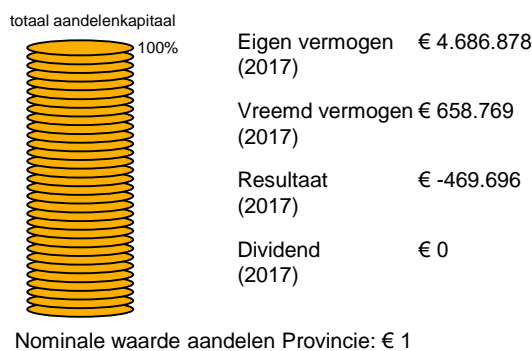 totaal aandelenkapitaal
100%
Eigen vermogen € 4.686.878
(2017)
Vreemd vermogen € 658.769
(2017)
Resultaat € -469.696
(2017)
Dividend € 0
(2017)
Nominale waarde aandelen Provincie: € 1